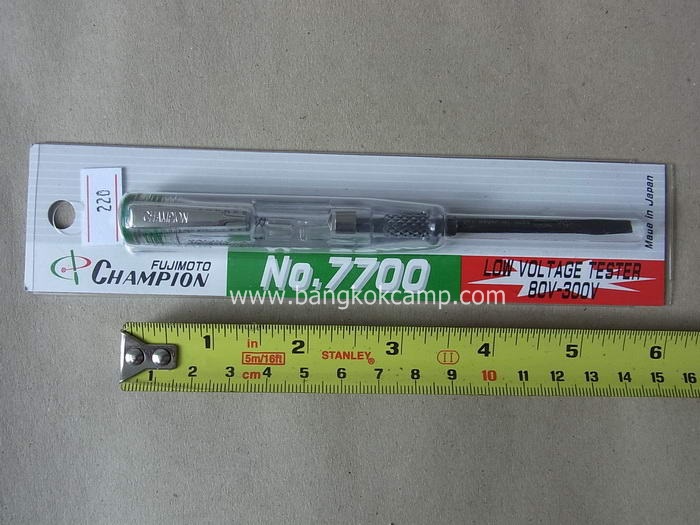 220
CHAMPION
FUJIMOTO
CHAMPION
No,7700
LOW VOLTAGE TESTER
80V-300V
Made in Japan
www.bangkokcamp.com
1 in 2 3 4 5 6
5m/16ft STANLEY II
1 2 3 4 cm 5 6 7 8 9 10 11 12 13 14 15 16